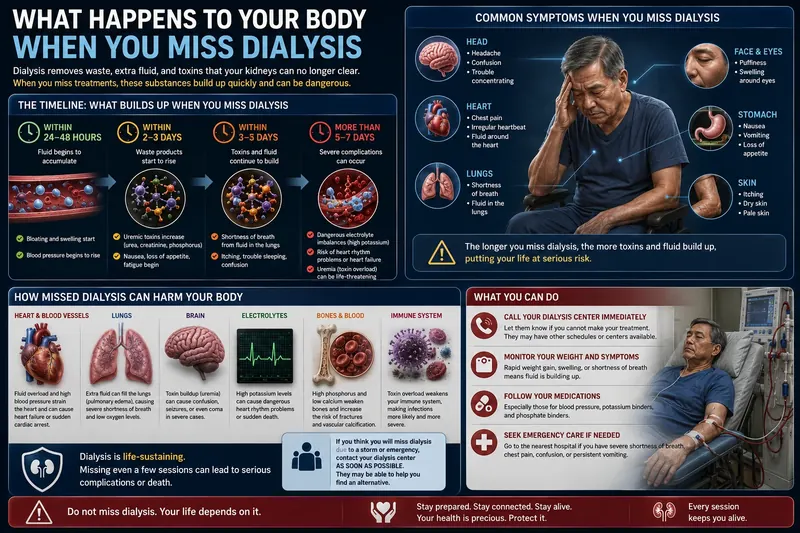 WHAT HAPPENS TO YOUR BODY
WHEN YOU MISS DIALYSIS
Dialysis removes waste, extra fluid, and toxins that your kidneys can no longer clear.
When you miss treatments, these substances build up quickly and can be dangerous.
THE TIMELINE: WHAT BUILDS UP WHEN YOU MISS DIALYSIS
WITHIN
24–48 HOURS
Fluid begins to
accumulate
Bloating and swelling start
Blood pressure begins to rise
WITHIN
2–3 DAYS
Waste products
start to rise
Uremic toxins increase
(urea, creatinine, phosphorus)
Nausea, loss of appetite,
fatigue begin
WITHIN
3–5 DAYS
Toxins and fluid
continue to build
Shortness of breath
from fluid in the lungs
Itching, trouble sleeping,
confusion
MORE THAN
5–7 DAYS
Severe complications
can occur
Dangerous electrolyte
imbalances (high potassium)
Risk of heart rhythm
problems or heart failure
Uremia (toxin overload)
can be life-threatening
COMMON SYMPTOMS WHEN YOU MISS DIALYSIS
HEAD
• Headache
• Confusion
• Trouble
concentrating
HEART
• Chest pain
• Irregular heartbeat
• Fluid around
the heart
LUNGS
• Shortness
of breath
• Fluid in
the lungs
FACE & EYES
• Puffiness
• Swelling
around eyes
STOMACH
• Nausea
• Vomiting
• Loss of
appetite
SKIN
• Itching
• Dry skin
• Pale skin
The longer you miss dialysis, the more toxins and fluid build up,
putting your life at serious risk.
HOW MISSED DIALYSIS CAN HARM YOUR BODY
HEART & BLOOD VESSELS
Fluid overload and high
blood pressure strain
the heart and can cause
heart failure or sudden
cardiac arrest.
LUNGS
Extra fluid can fill the lungs
(pulmonary edema), causing
severe shortness of breath
and low oxygen levels.
BRAIN
Toxin buildup (uremia)
can cause confusion,
seizures, or even coma
in severe cases.
ELECTROLYTES
High potassium levels
can cause dangerous
heart rhythm problems
or sudden death.
BONES & BLOOD
High phosphorus and
low calcium weaken
bones and increase
the risk of fractures
and vascular calcification.
IMMUNE SYSTEM
Toxin overload weakens
your immune system,
making infections
more likely and more
severe.
Dialysis is life-sustaining.
Missing even a few sessions can lead to serious
complications or death.
If you think you will miss dialysis
due to a storm or emergency,
contact your dialysis center
AS SOON AS POSSIBLE.
They may be able to help you
find an alternative.
WHAT YOU CAN DO
CALL YOUR DIALYSIS CENTER IMMEDIATELY
Let them know if you cannot make your treatment.
They may have other schedules or centers available.
MONITOR YOUR WEIGHT AND SYMPTOMS
Rapid weight gain, swelling, or shortness of breath
means fluid is building up.
FOLLOW YOUR MEDICATIONS
Especially those for blood pressure, potassium binders,
and phosphate binders.
SEEK EMERGENCY CARE IF NEEDED
Go to the nearest hospital if you have severe shortness of breath,
chest pain, confusion, or persistent vomiting.
Do not miss dialysis. Your life depends on it.
Stay prepared. Stay connected. Stay alive.
Your health is precious. Protect it.
Every session
keeps you alive.